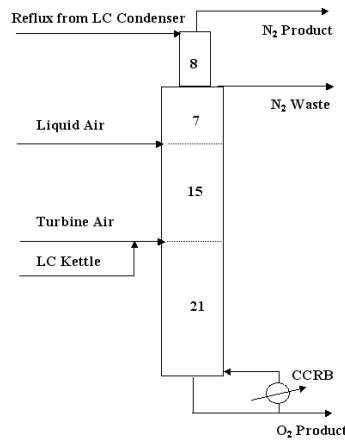 Reflux from LC Condenser
N₂ Product
8
N₂ Waste
7
Liquid Air
15
Turbine Air
LC Kettle
21
CCRB
O₂ Product